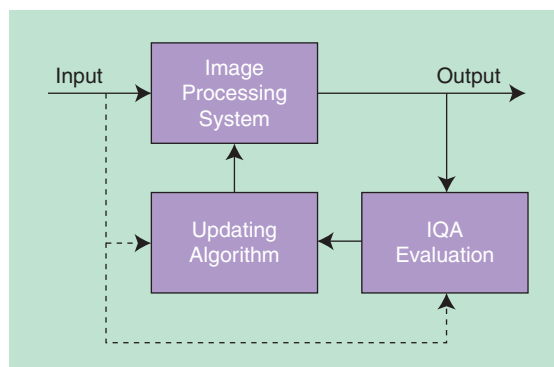 Input
Image
Processing
System
Output
Updating
Algorithm
IQA
Evaluation